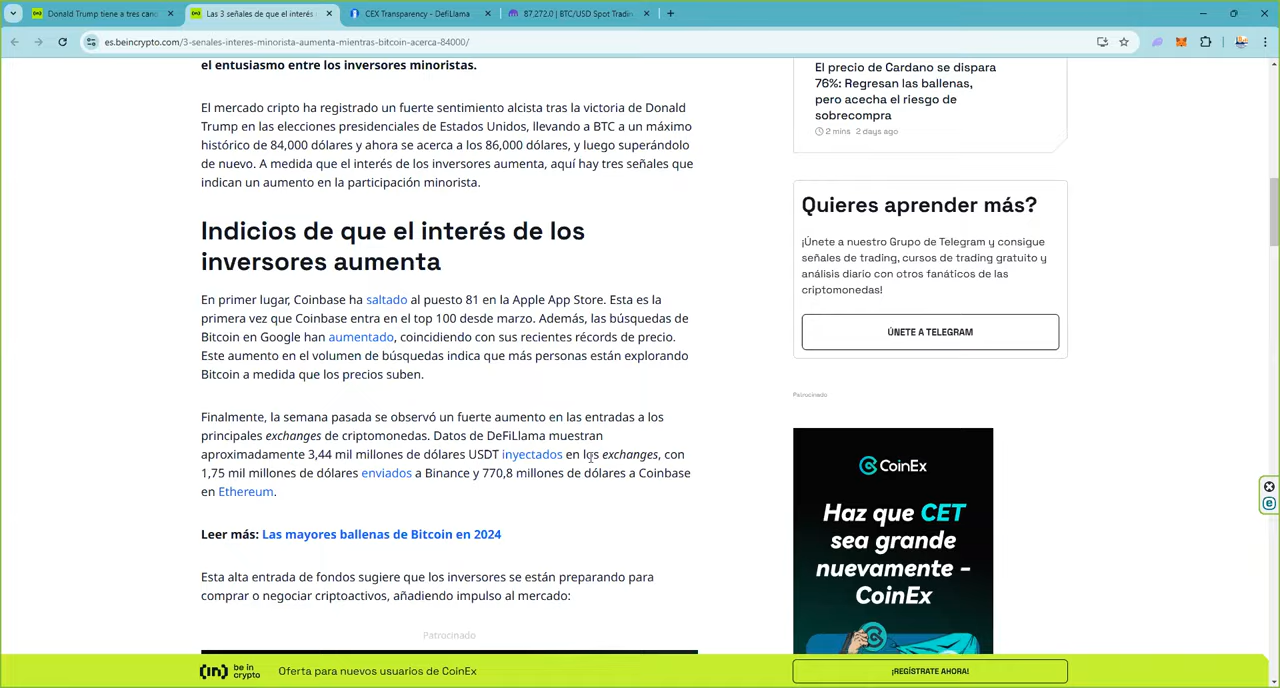 Donald Trump tiene a tres cand
Las 3 señales de que el interés
CEX Transparency - DefiLlama
87,272.0 | BTC/USD Spot Tradin
es.beincrypto.com/3-senales-interes-minorista-aumenta-mientras-bitcoin-acerca-84000/
el entusiasmo entre los inversores minoristas.
El mercado cripto ha registrado un fuerte sentimiento alcista tras la victoria de Donald
Trump en las elecciones presidenciales de Estados Unidos, llevando a BTC a un máximo
histórico de 84,000 dólares y ahora se acerca a los 86,000 dólares, y luego superándolo
de nuevo. A medida que el interés de los inversores aumenta, aquí hay tres señales que
indican un aumento en la participación minorista.
Indicios de que el interés de los
inversores aumenta
En primer lugar, Coinbase ha saltado al puesto 81 en la Apple App Store. Esta es la
primera vez que Coinbase entra en el top 100 desde marzo. Además, las búsquedas de
Bitcoin en Google han aumentado, coincidiendo con sus recientes récords de precio.
Este aumento en el volumen de búsquedas indica que más personas están explorando
Bitcoin a medida que los precios suben.
Finalmente, la semana pasada se observó un fuerte aumento en las entradas a los
principales exchanges de criptomonedas. Datos de DeFiLlama muestran
aproximadamente 3,44 mil millones de dólares USDT inyectados en los exchanges, con
1,75 mil millones de dólares enviados a Binance y 770,8 millones de dólares a Coinbase
en Ethereum.
Leer más: Las mayores ballenas de Bitcoin en 2024
Esta alta entrada de fondos sugiere que los inversores se están preparando para
comprar o negociar criptoactivos, añadiendo impulso al mercado:
Patrocinado
El precio de Cardano se dispara
76%: Regresan las ballenas,
pero acecha el riesgo de
sobrecompra
2 mins 2 days ago
Quieres aprender más?
¡Únete a nuestro Grupo de Telegram y consigue
señales de trading, cursos de trading gratuito y
análisis diario con otros fanáticos de las
criptomonedas!
ÚNETE A TELEGRAM
Patrocinado
CoinEx
Haz que CET
sea grande
nuevamente –
CoinEx
(in) be in
crypto
Oferta para nuevos usuarios de CoinEx
¡REGÍSTRATE AHORA!